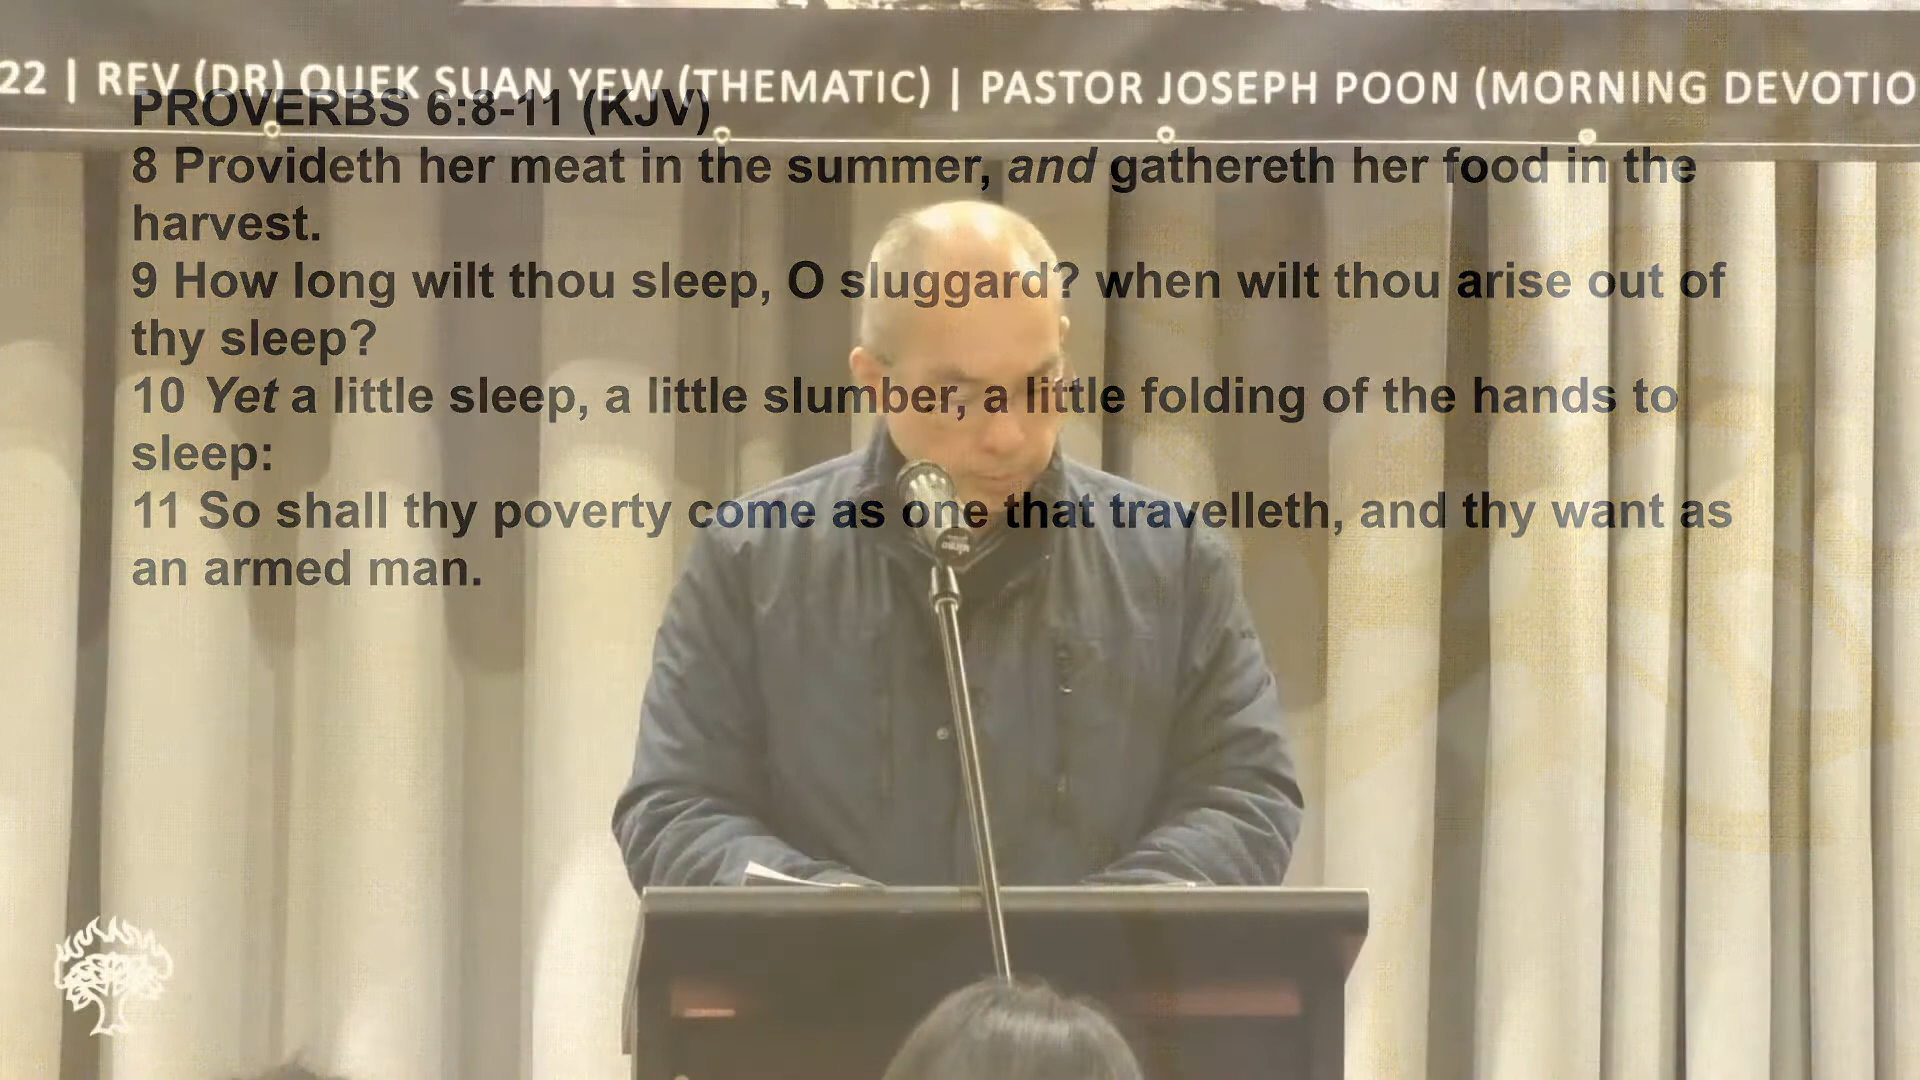 22 | REV (DR) QUEK SUAN YEW (THEMATIC) | PASTOR JOSEPH POON (MORNING DEVOTIO
PROVERBS 6:8-11 (KJV)
8 Provideth her meat in the summer, and gathereth her food in the
harvest.
9 How long wilt thou sleep, O sluggard? when wilt thou arise out of
thy sleep?
10 Yet a little sleep, a little slumber, a little folding of the hands to
sleep:
11 So shall thy poverty come as one that travelleth, and thy want as
an armed man.